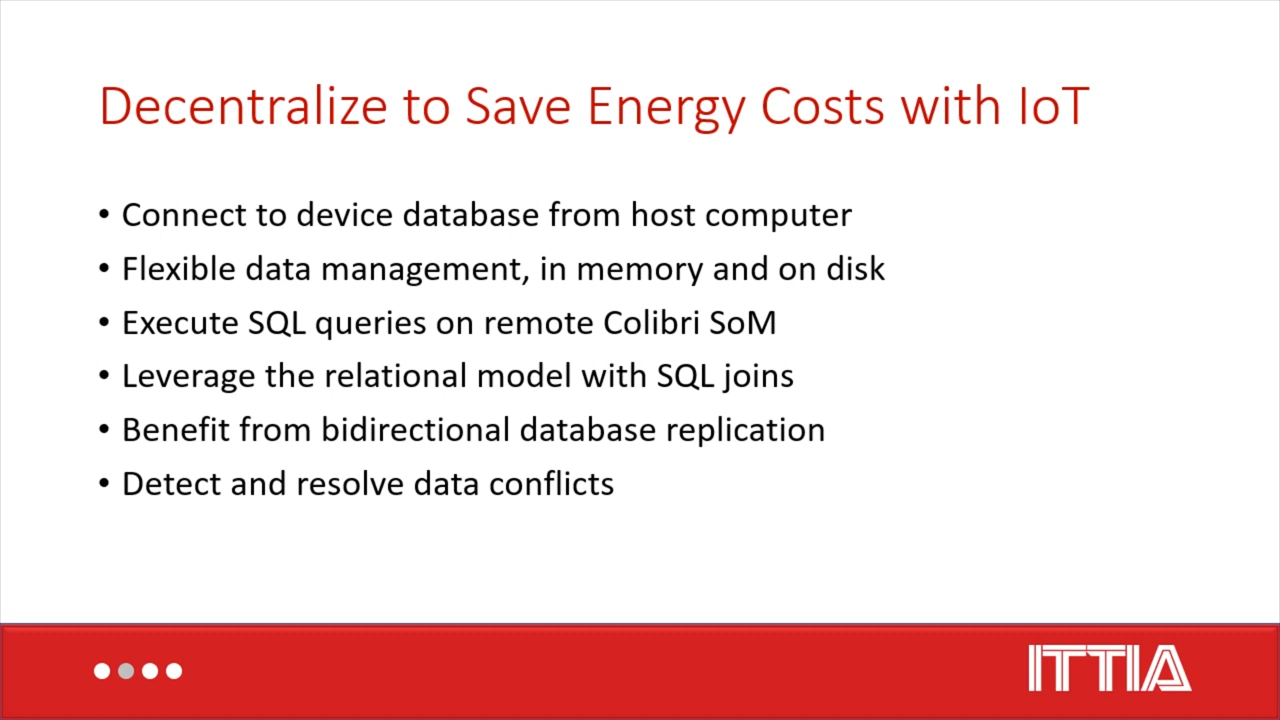 Decentralize to Save Energy Costs with IoT
• Connect to device database from host computer
• Flexible data management, in memory and on disk
• Execute SQL queries on remote Colibri SoM
• Leverage the relational model with SQL joins
• Benefit from bidirectional database replication
• Detect and resolve data conflicts
ITTIA